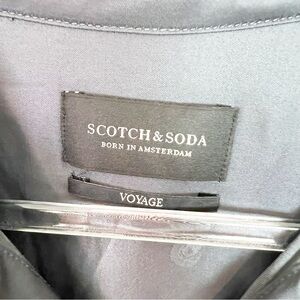 SCOTCH & SODA
BORN IN AMSTERDAM
VOYAGE